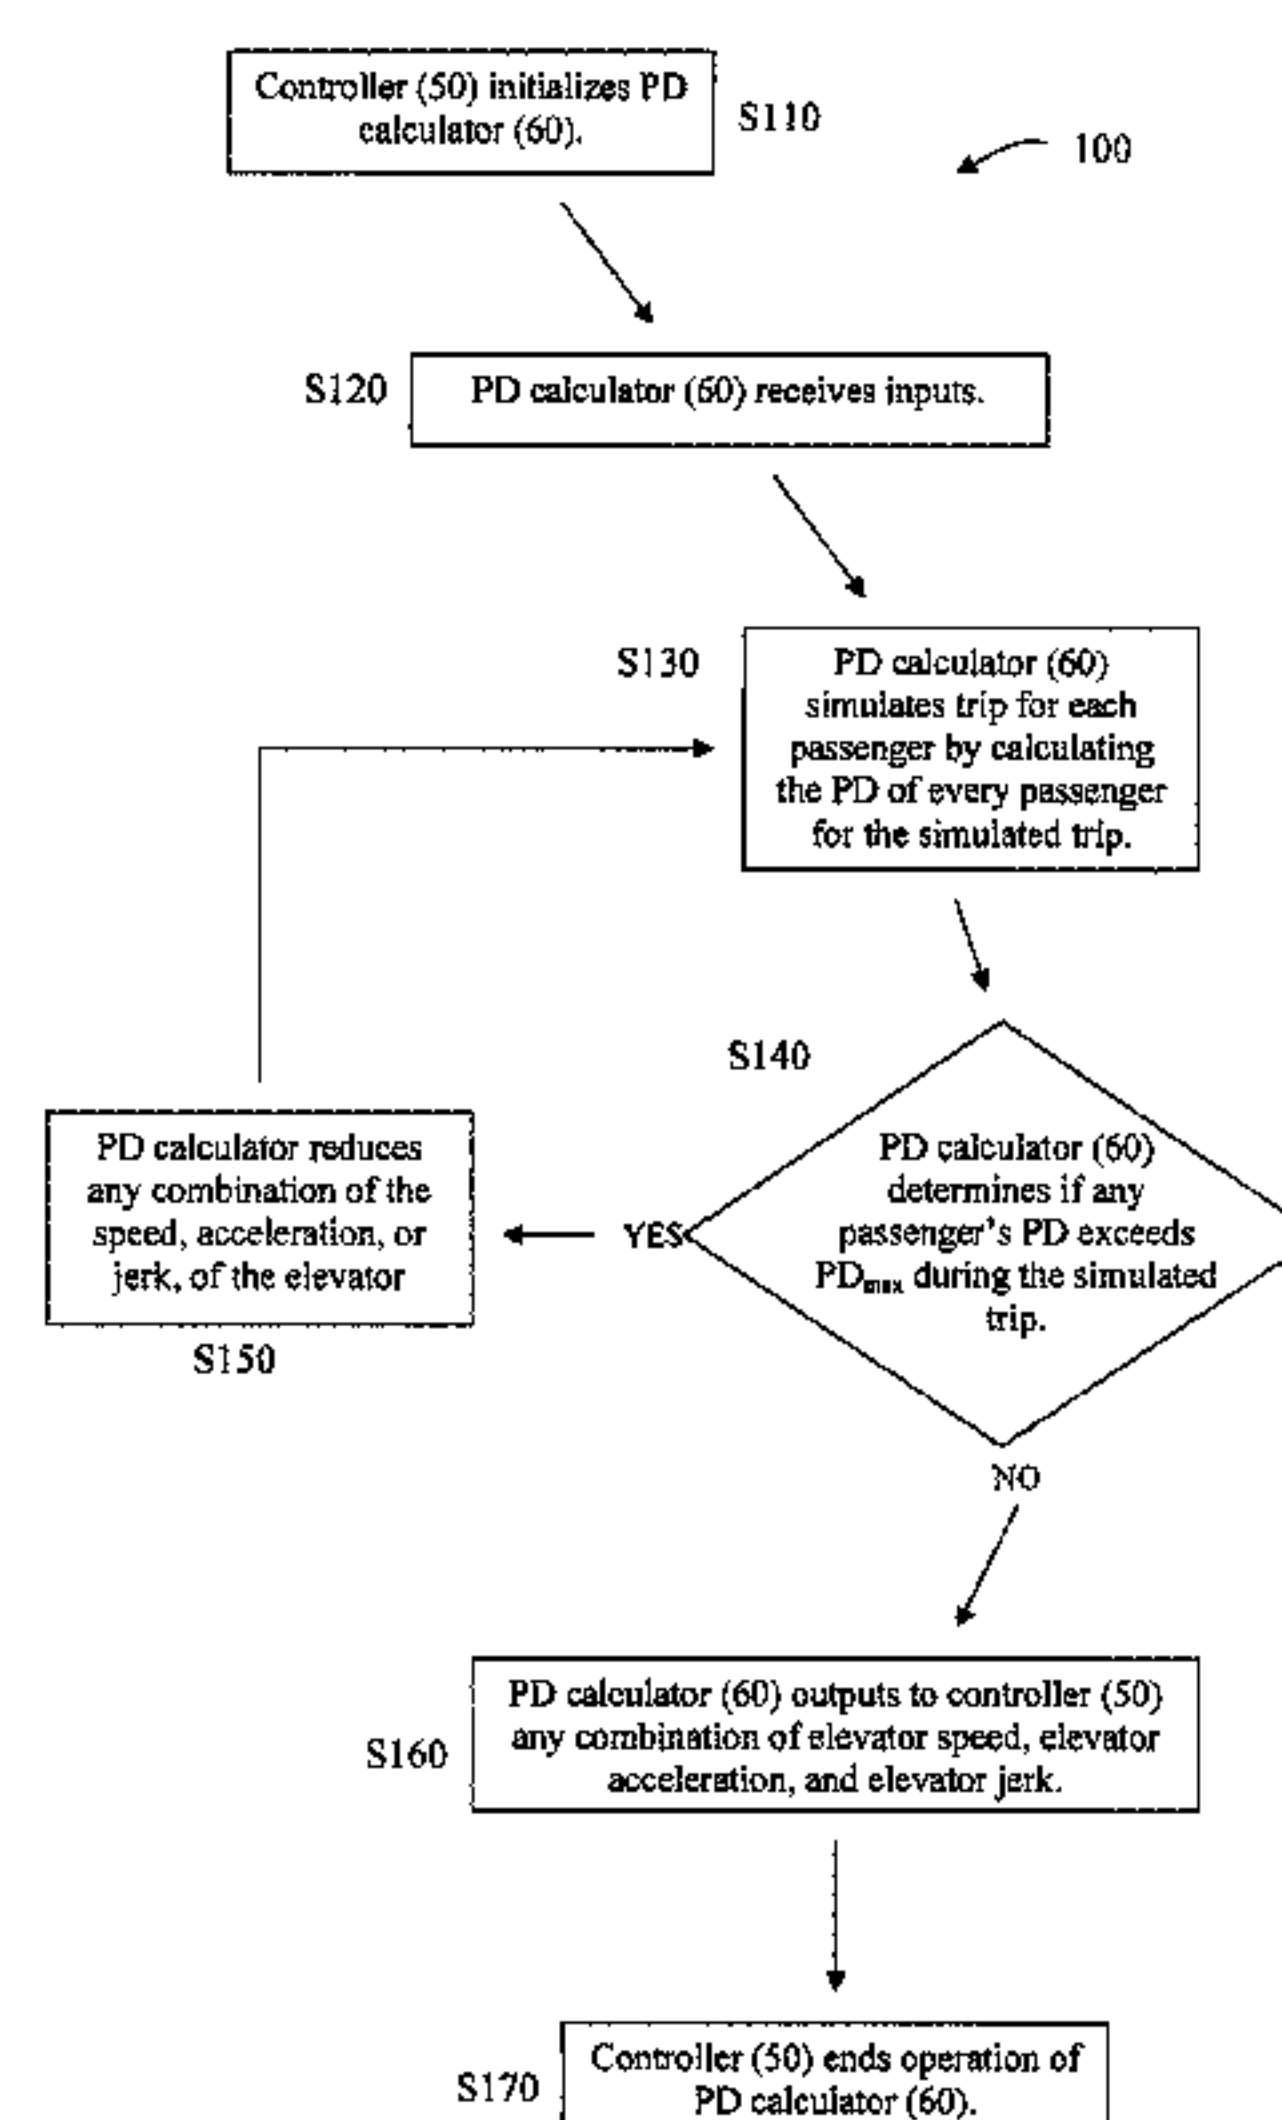 Controller (50) initializes PD
calculator (60).
S110
100
S120
PD calculator (60) receives inputs.
S130
PD calculator (60)
simulates trip for each
passenger by calculating
the PD of every passenger
for the simulated trip.
S140
PD calculator (60)
determines if any
passenger's PD exceeds
PDmax during the simulated
trip.
YES
PD calculator reduces
any combination of the
speed, acceleration, or
jerk, of the elevator
S150
NO
S160
PD calculator (60) outputs to controller (50)
any combination of elevator speed, elevator
acceleration, and elevator jerk.
S170
Controller (50) ends operation of
PD calculator (60).